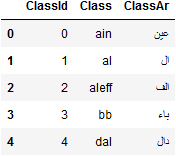 ClassId Class ClassAr
0 0 ain عين
1 1 al ال
2 2 aleff الف
3 3 bb باء
4 4 dal دال